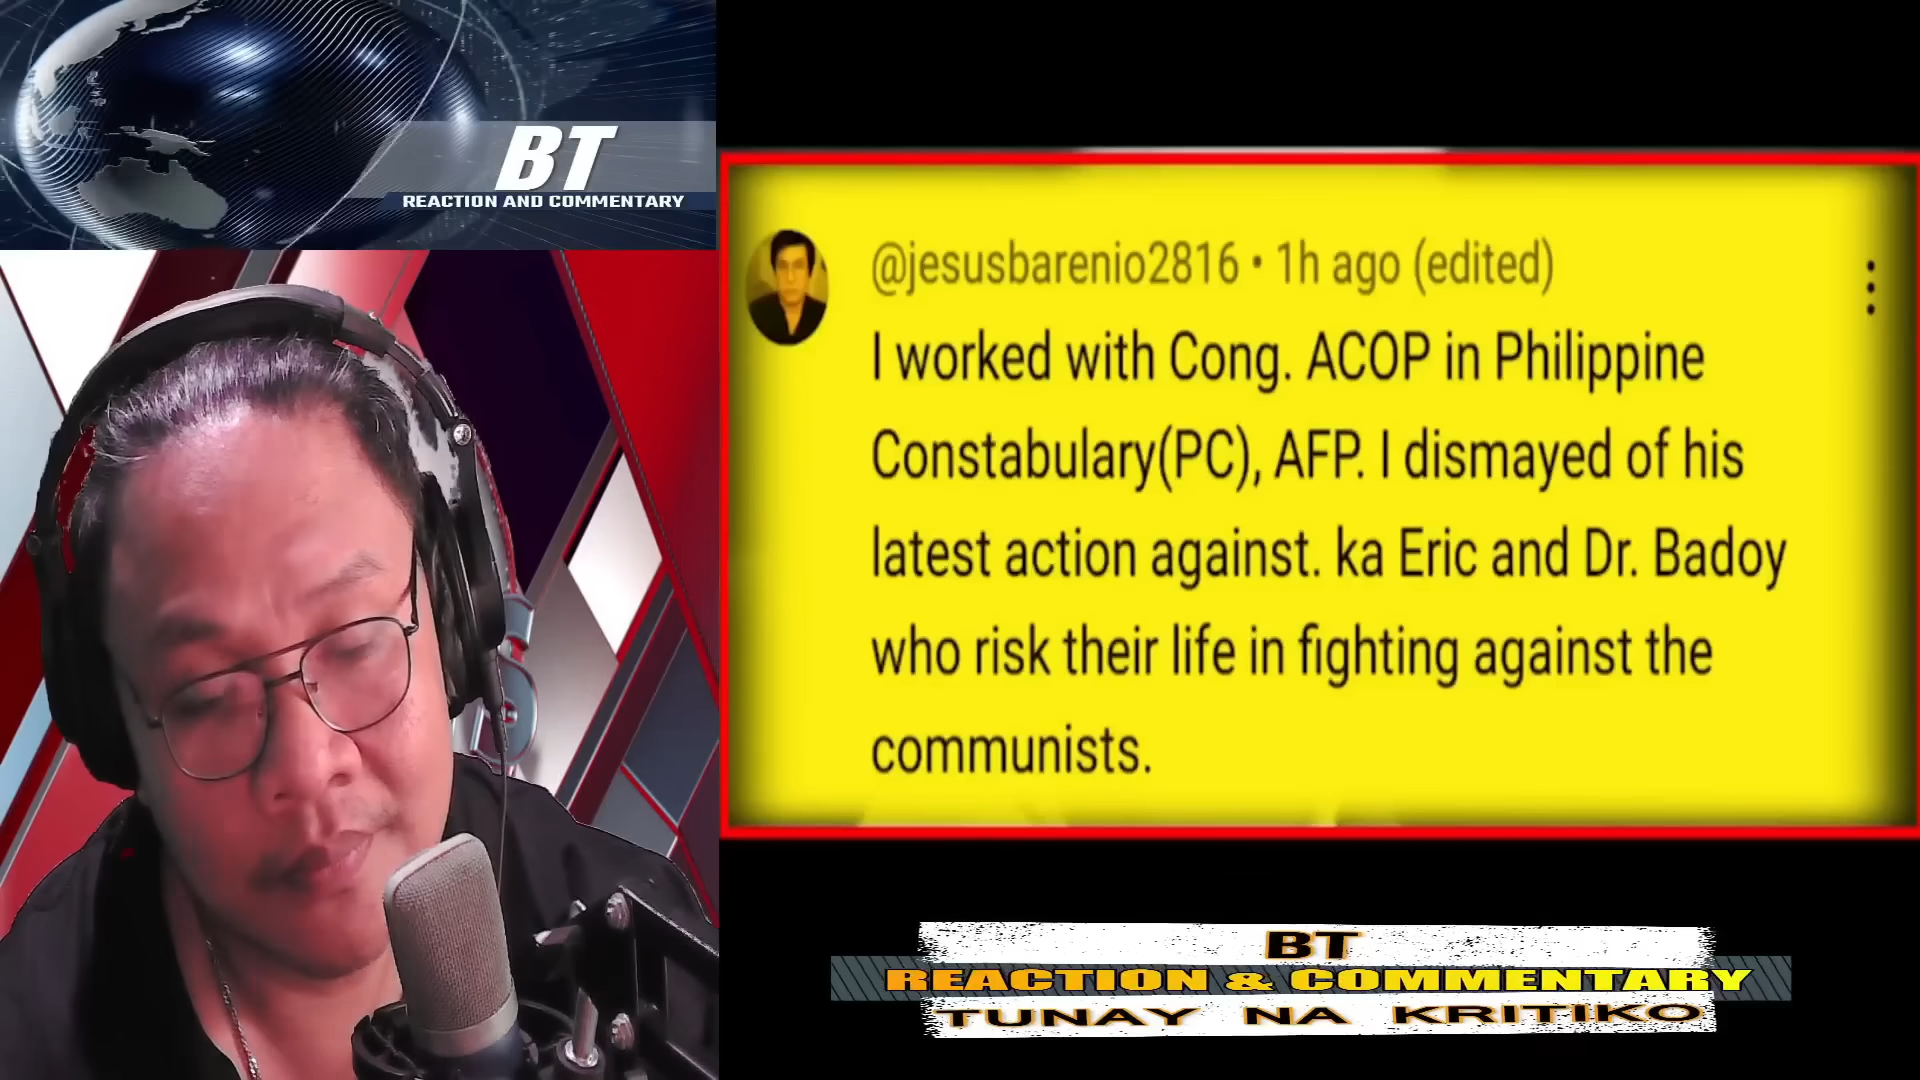 BT
REACTION AND COMMENTARY
@jesusbarenio2816 • 1h ago (edited)
I worked with Cong. ACOP in Philippine
Constabulary(PC), AFP. I dismayed of his
latest action against. ka Eric and Dr. Badoy
who risk their life in fighting against the
communists.
BT
REACTION & COMMENTARY
TUNAY NA KRITIKO